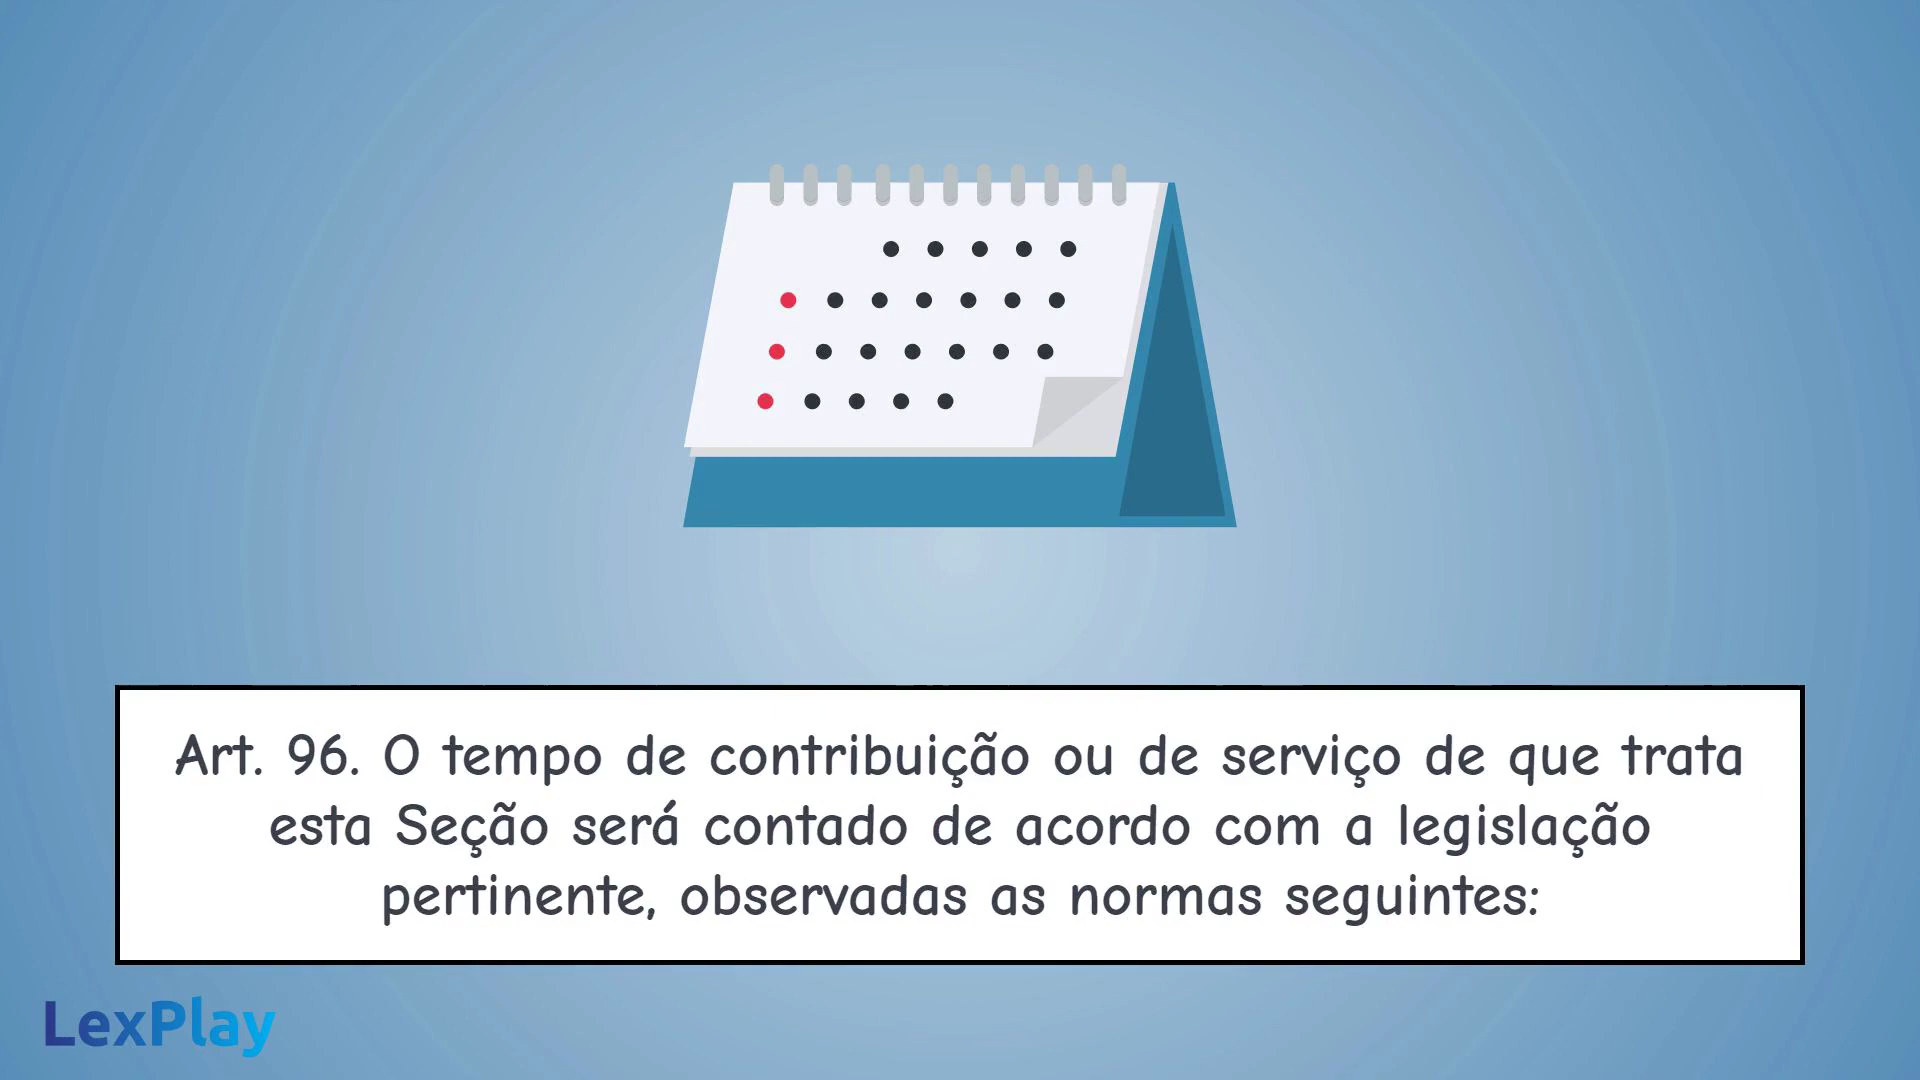 Art. 96. O tempo de contribuição ou de serviço de que trata
esta Seção será contado de acordo com a legislação
pertinente, observadas as normas seguintes:
LexPlay